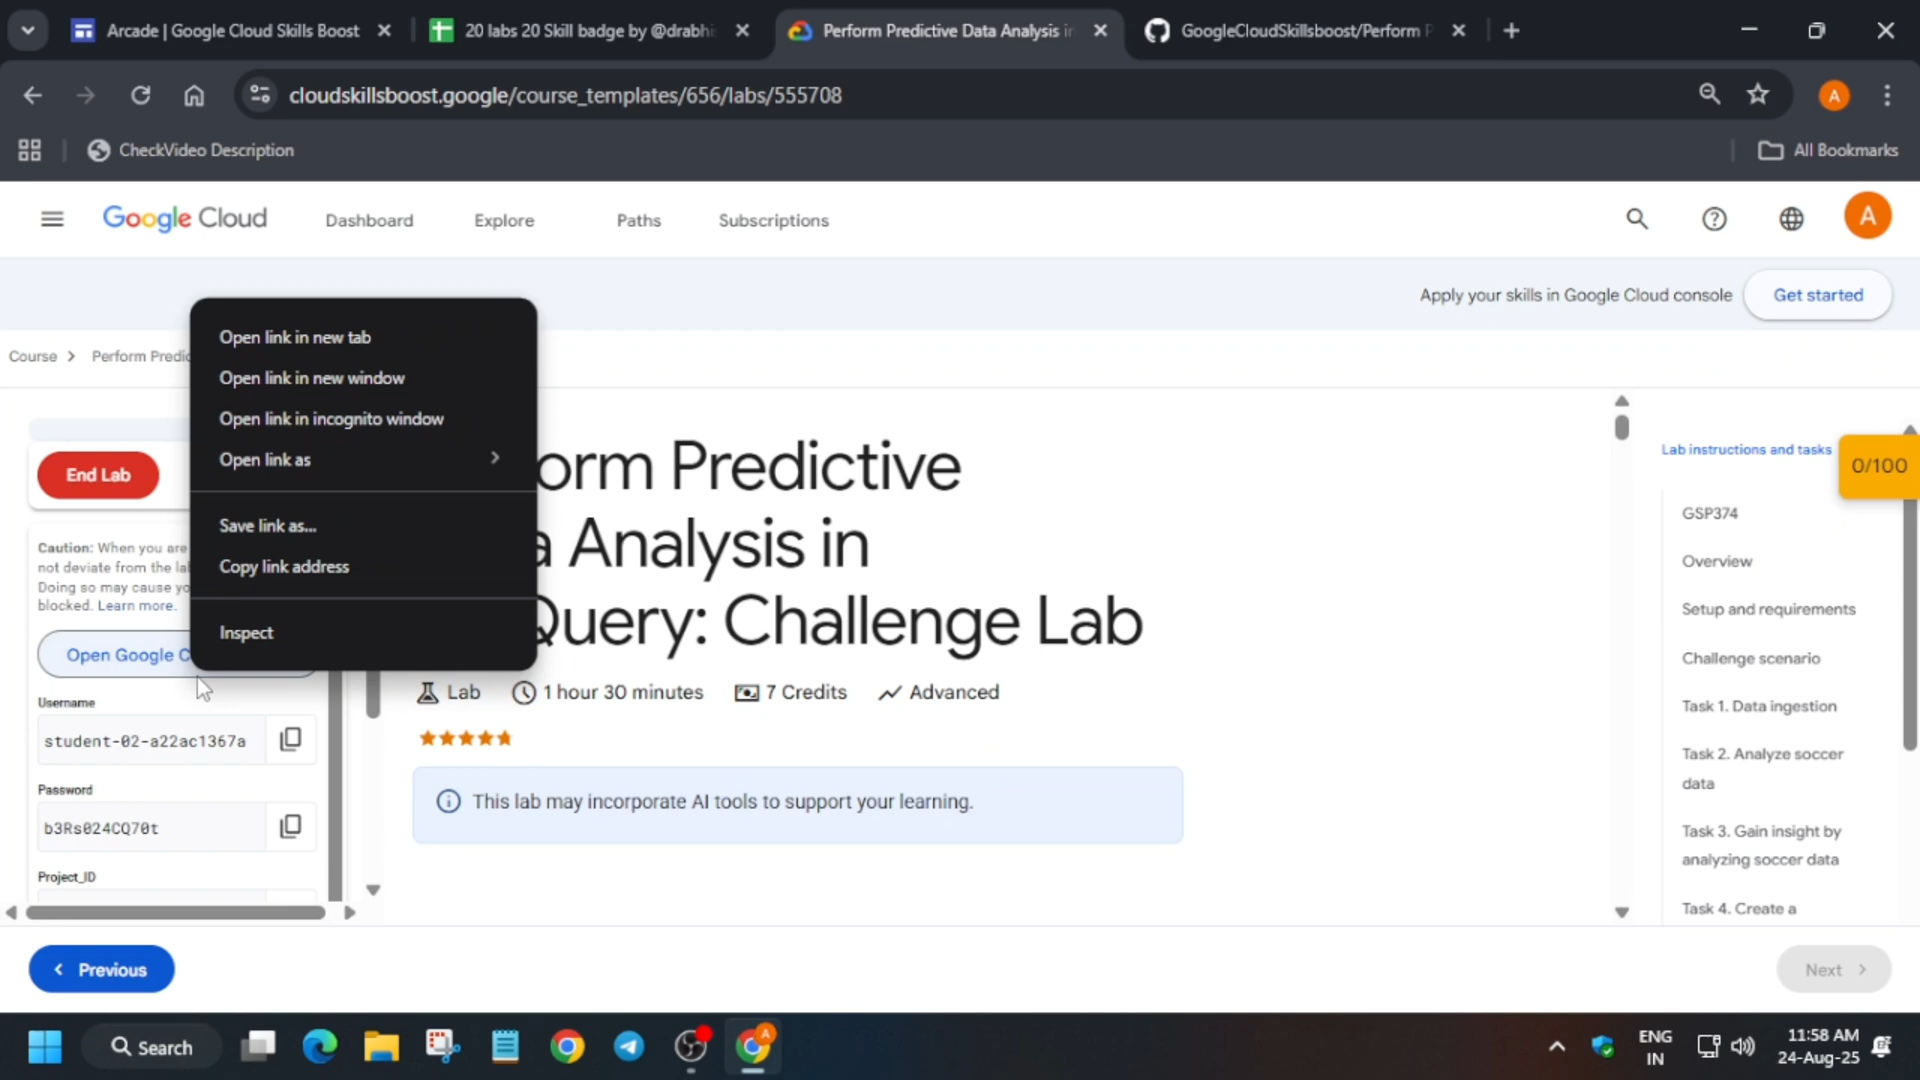 Arcade | Google Cloud Skills Boost
20 labs 20 Skill badge by @drabhi
Perform Predictive Data Analysis in
GoogleCloudSkillsboost/Perform P
cloudskillsboost.google/course_templates/656/labs/555708
A
CheckVideo Description
All Bookmarks
Google Cloud
Dashboard
Explore
Paths
Subscriptions
A
Apply your skills in Google Cloud console
Get started
Course > Perform Predic
Open link in new tab
Open link in new window
Open link in incognito window
Open link as
Save link as...
Copy link address
Inspect
End Lab
Caution: When you are
not deviate from the la
Doing so may cause yo
blocked. Learn more.
Open Google C
Username
student-02-a22ac1367a
Password
b3Rs024CQ70t
Project_ID
orm Predictive
a Analysis in
Query: Challenge Lab
Lab
1 hour 30 minutes
7 Credits
Advanced
This lab may incorporate AI tools to support your learning.
Lab instructions and tasks
0/100
GSP374
Overview
Setup and requirements
Challenge scenario
Task 1. Data ingestion
Task 2. Analyze soccer
data
Task 3. Gain insight by
analyzing soccer data
Task 4. Create a
Previous
Next
Search
A
ENG
IN
11:58 AM
24-Aug-25